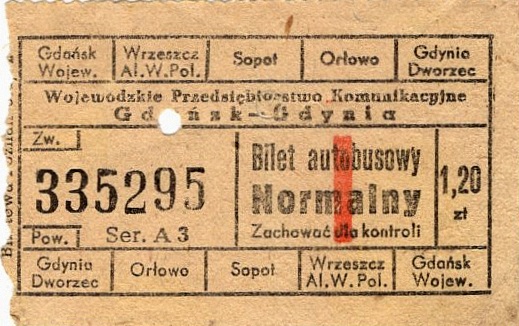 Gdańsk Wojew. Wrzeszcz Al.W.Pol. Sopot Orłowo Gdynia Dworzec
Wojewódzkie Przedsiębiorstwo Komunikacyjne
Gdańsk-Gdynia
Zw.
335295
Pow. Ser. A 3
Bilet autobusowy
Normalny
Zachować dla kontroli
1,20
zł
Gdynia Dworzec Orłowo Sopot Wrzeszcz Al.W.Pol. Gdańsk Wojew.